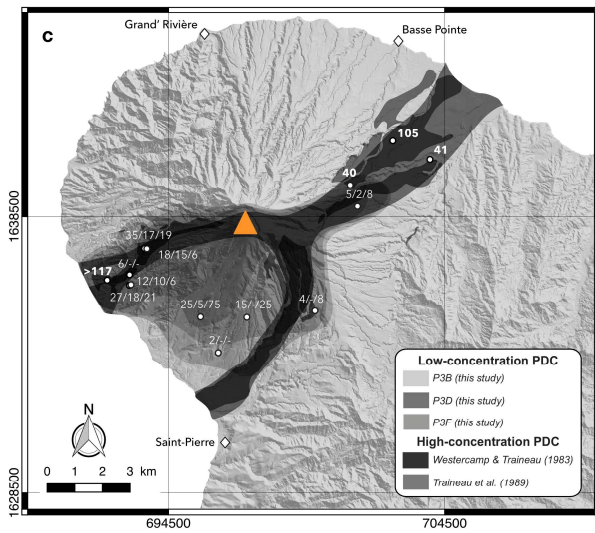 c
Grand' Rivière
Basse Pointe
105
41
40
5/2/8
1638500
35/17/19
18/15/6
6/-/-
>117
12/10/6
27/18/21
25/5/75
15/-/25
4/-/8
2/-/-
Low-concentration PDC
P3B (this study)
P3D (this study)
P3F (this study)
High-concentration PDC
Westercamp & Traineau (1983)
Traineau et al. (1989)
N
Saint-Pierre
0 1 2 3 km
1628500
694500
704500